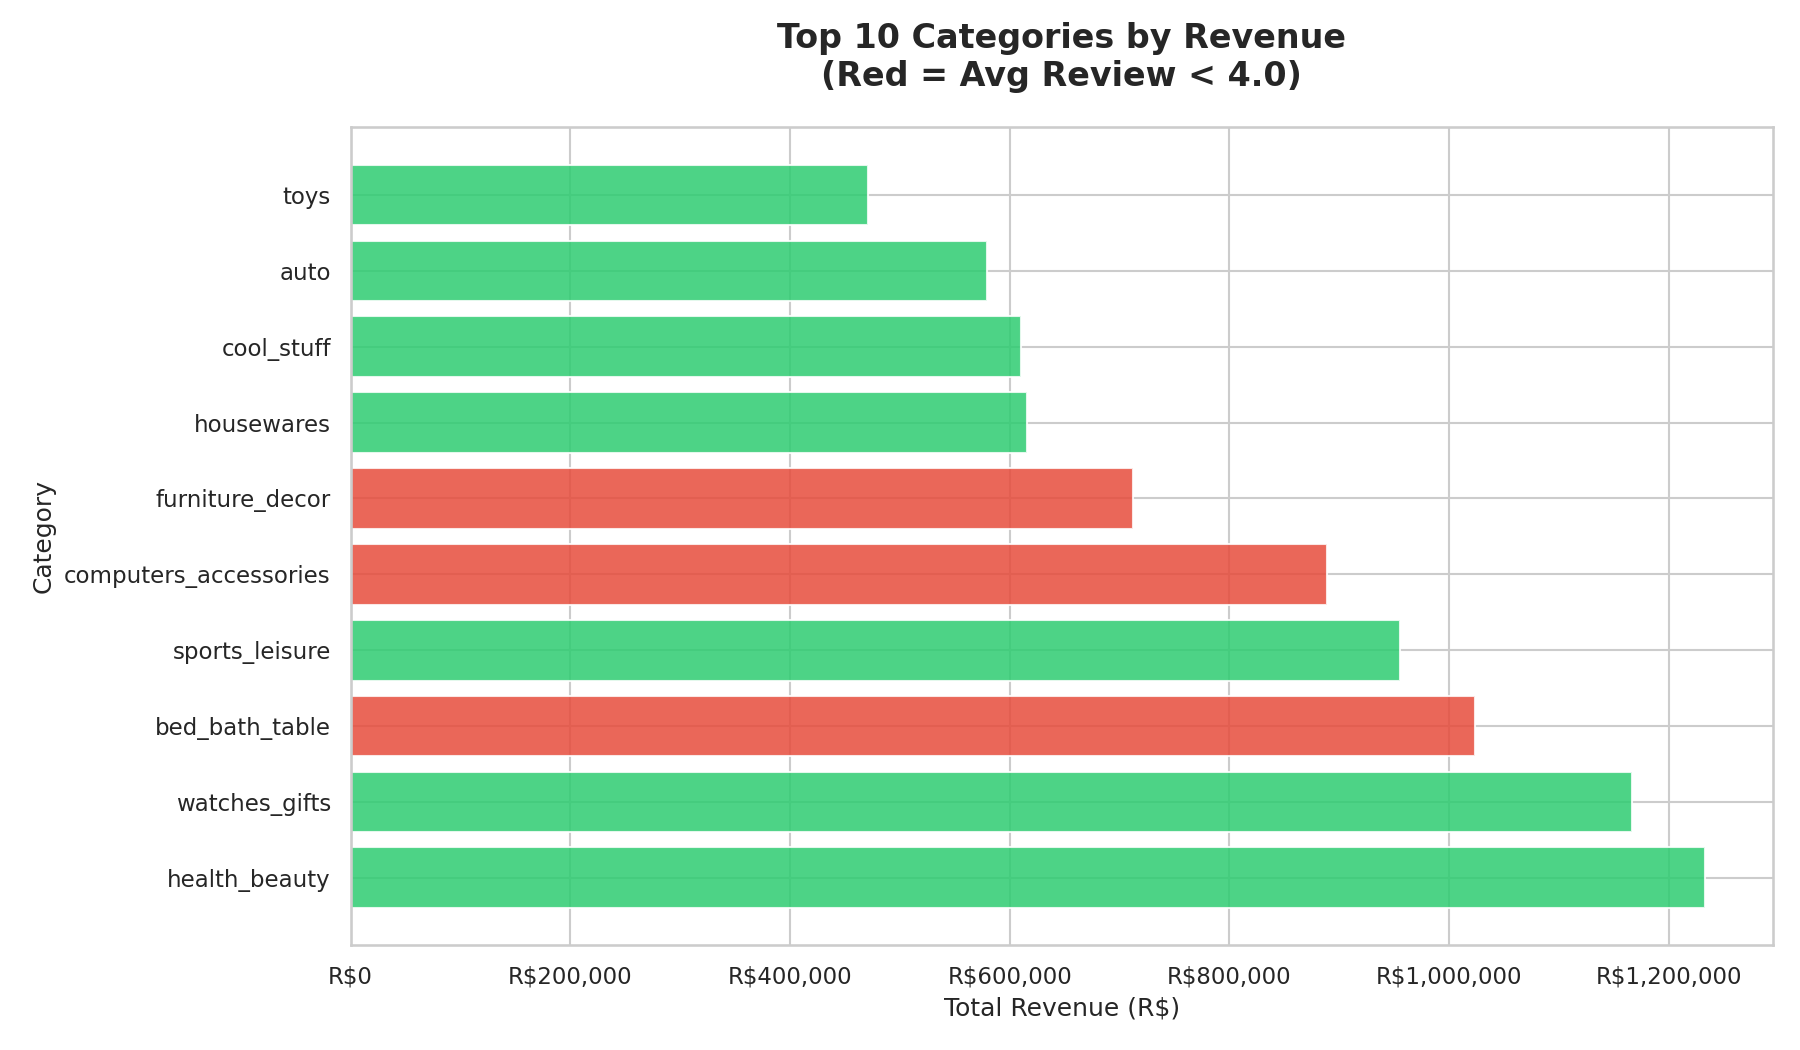 Top 10 Categories by Revenue
(Red = Avg Review < 4.0)
toys
auto
cool_stuff
housewares
furniture_decor
computers_accessories
sports_leisure
bed_bath_table
watches_gifts
health_beauty
Category
R$0
R$200,000
R$400,000
R$600,000
R$800,000
R$1,000,000
R$1,200,000
Total Revenue (R$)